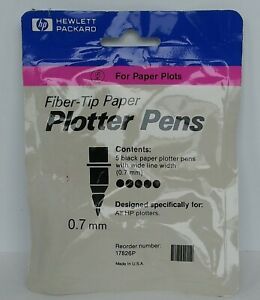 hp HEWLETT
PACKARD
For Paper Plots
Fiber-Tip Paper
Plotter Pens
Contents:
5 black paper plotter pens
with wide line width
(0.7 mm)
0.7 mm
Designed specifically for:
All HP plotters.
Reorder number:
17826P
Made in U.S.A.